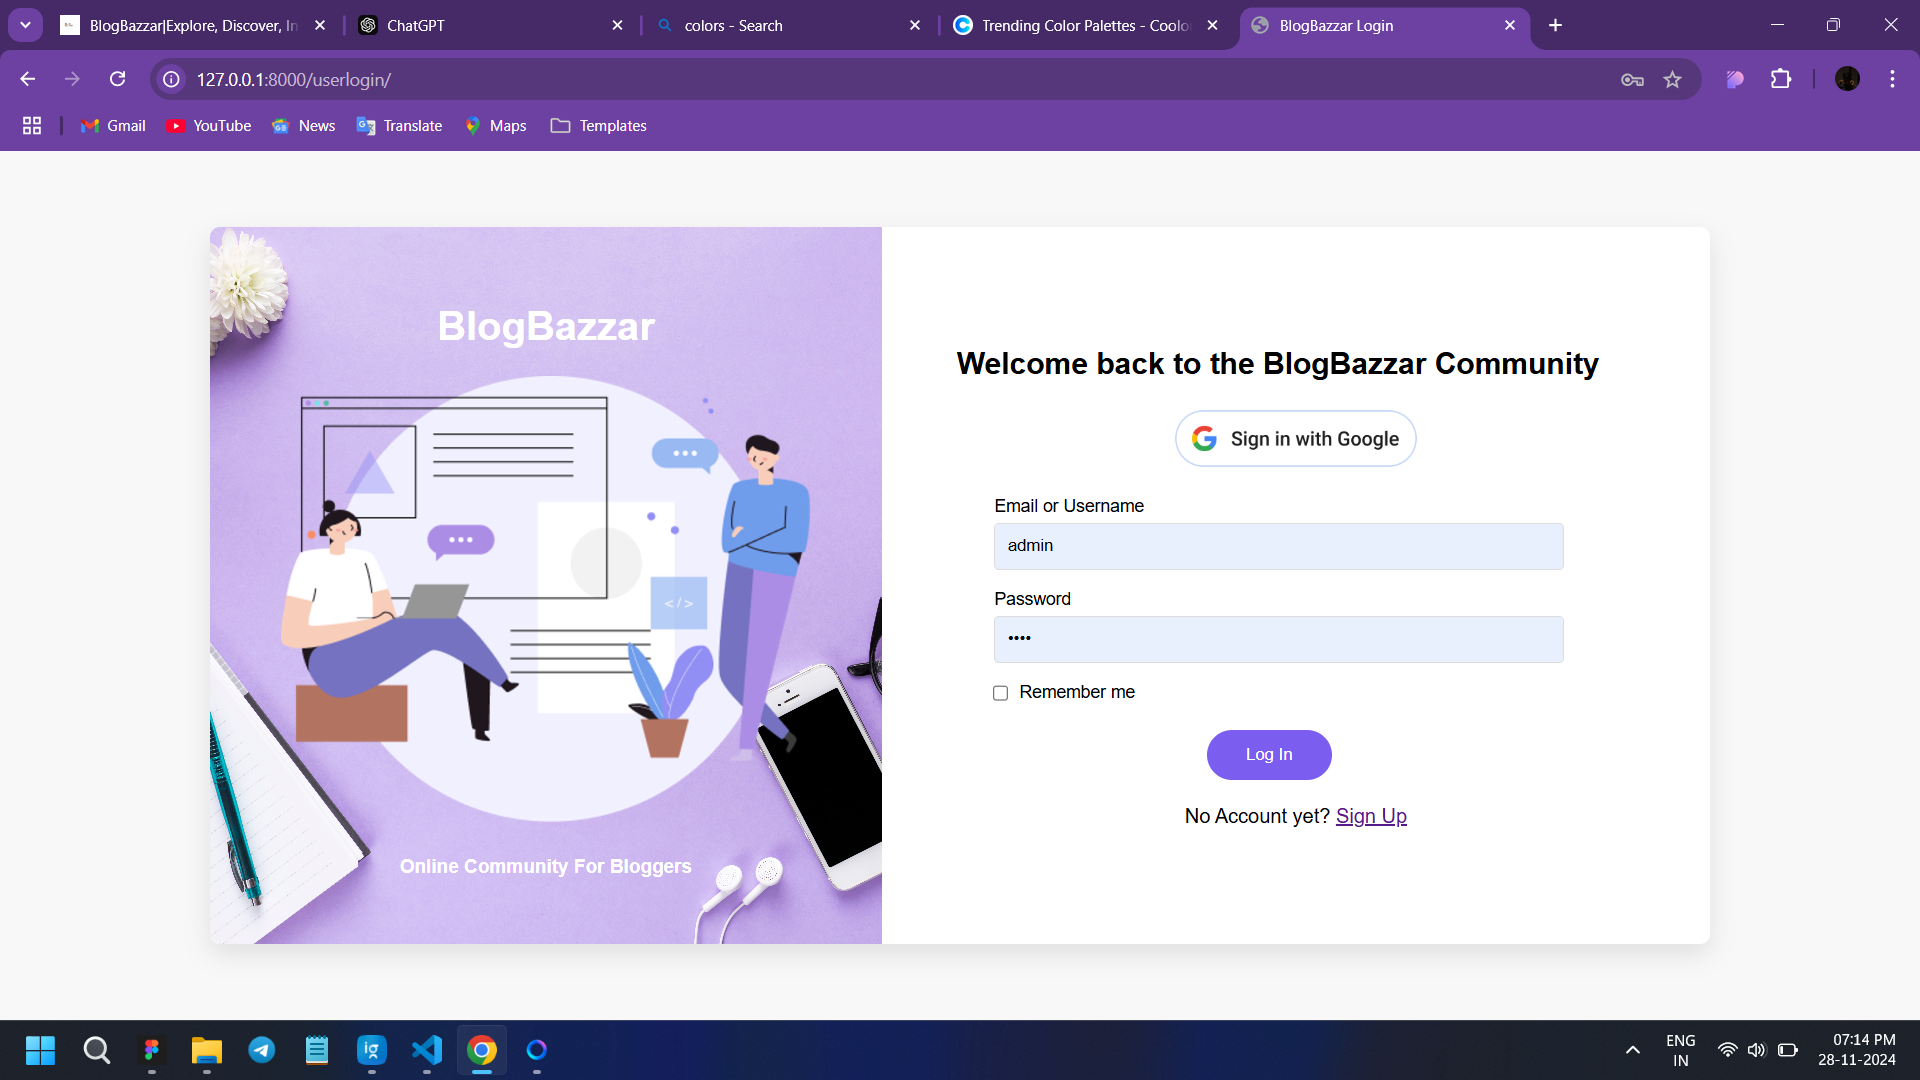 BlogBazzar|Explore, Discover, In
ChatGPT
colors - Search
Trending Color Palettes - Coolo
BlogBazzar Login
127.0.0.1:8000/userlogin/
Gmail
YouTube
News
Translate
Maps
Templates
BlogBazzar
</>
Online Community For Bloggers
Welcome back to the BlogBazzar Community
Sign in with Google
Email or Username
admin
Password
••••
Remember me
Log In
No Account yet? Sign Up
ig
ENG
IN
07:14 PM
28-11-2024